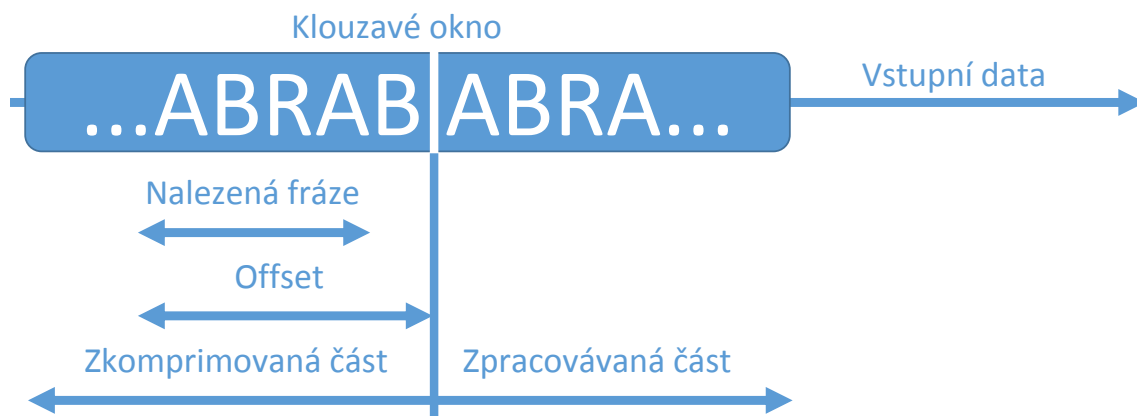 Klouzavé okno
...ABRAB ABRA...
Vstupní data
Nalezená fráze
Offset
Zkomprimovaná část
Zpracovávaná část